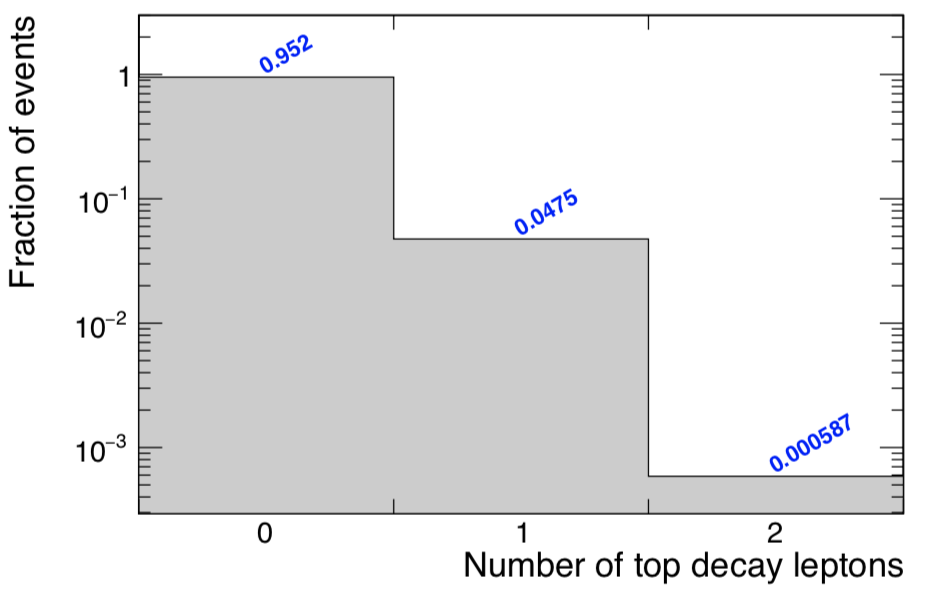 Fraction of events
1
10⁻¹
10⁻²
10⁻³
0.952
0.0475
0.000587
0 1 2
Number of top decay leptons